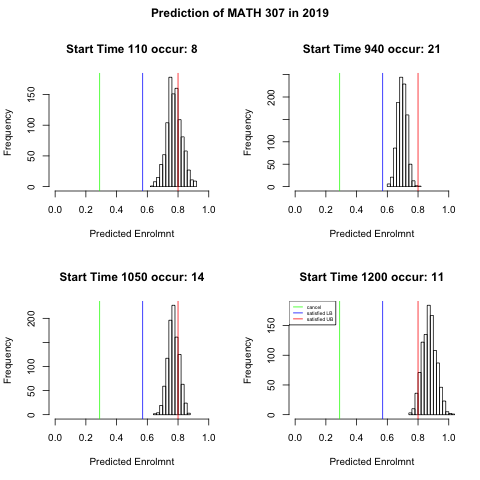 Prediction of MATH 307 in 2019
Start Time 110 occur: 8
Frequency
0 50 100 150
0.0 0.2 0.4 0.6 0.8 1.0
Predicted Enrolmnt
Start Time 940 occur: 21
Frequency
0 50 150
0.0 0.2 0.4 0.6 0.8 1.0
Predicted Enrolmnt
Start Time 1050 occur: 14
Frequency
0 50 100 200
0.0 0.2 0.4 0.6 0.8 1.0
Predicted Enrolmnt
Start Time 1200 occur: 11
cancel
satisfied LB
satisfied UB
Frequency
0 50 150
0.0 0.2 0.4 0.6 0.8 1.0
Predicted Enrolmnt